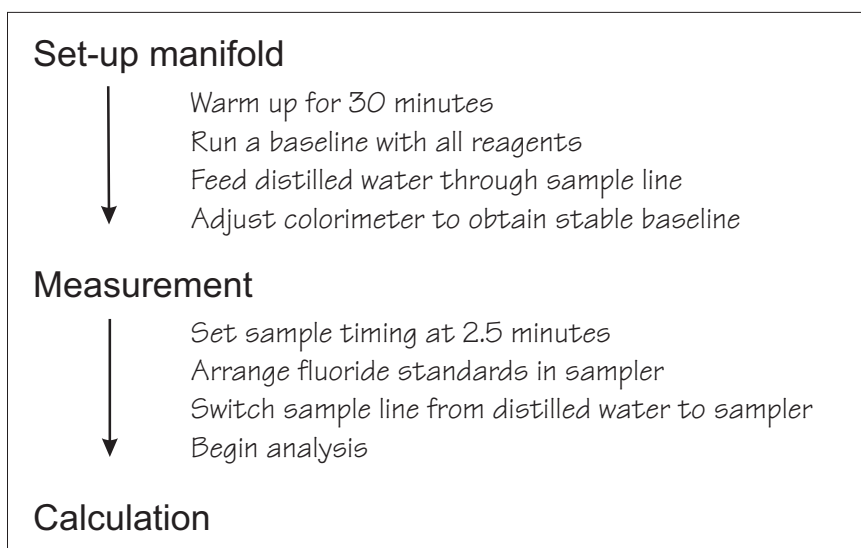 Set-up manifold
Warm up for 30 minutes
Run a baseline with all reagents
Feed distilled water through sample line
Adjust colorimeter to obtain stable baseline
Measurement
Set sample timing at 2.5 minutes
Arrange fluoride standards in sampler
Switch sample line from distilled water to sampler
Begin analysis
Calculation